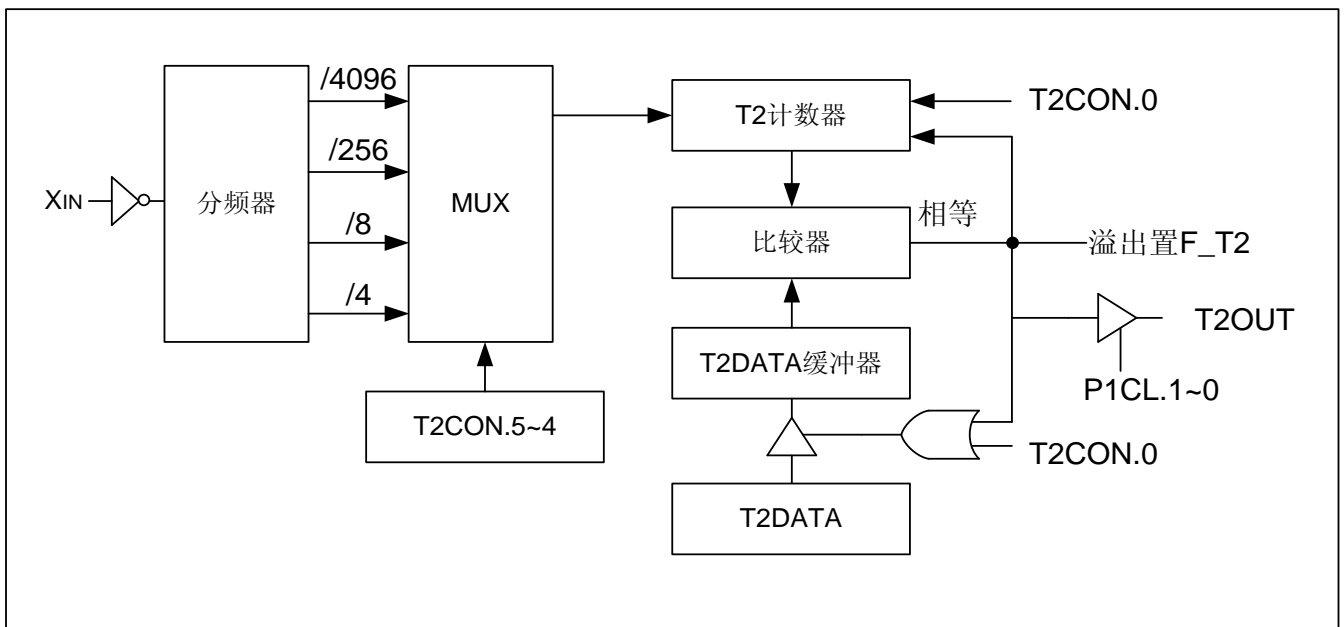 /4096
/256
/8
/4
XIN
分频器
MUX
T2CON.5~4
T2计数器
T2CON.0
比较器
相等
溢出置F_T2
T2OUT
T2DATA缓冲器
P1CL.1~0
T2CON.0
T2DATA